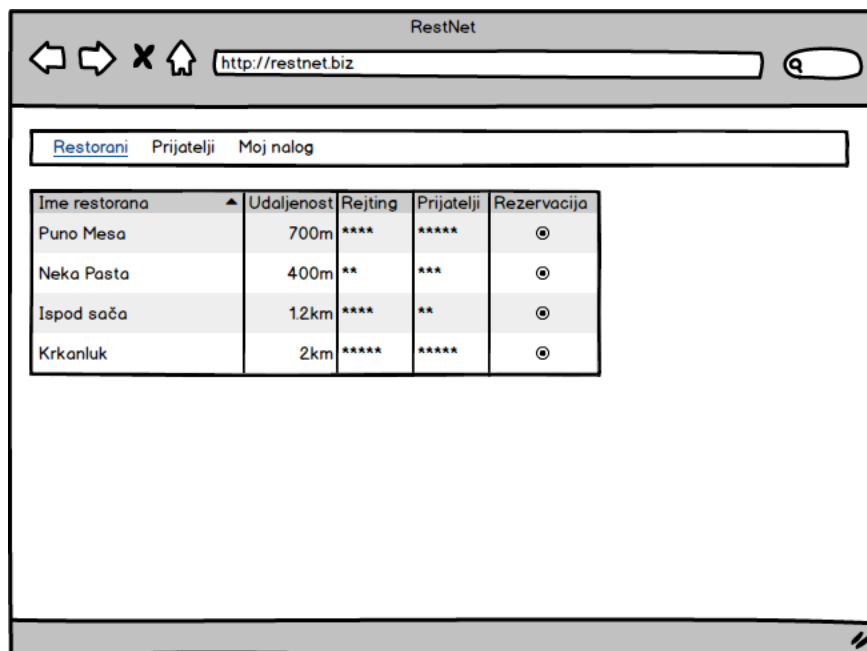 RestNet
http://restnet.biz
Restorani Prijatelji Moj nalog
Ime restorana Udaljenost Rejting Prijatelji Rezervacija
Puno Mesa 700m **** *****
Neka Pasta 400m ** ***
Ispod sača 1.2km **** **
Krkanluk 2km ***** *****